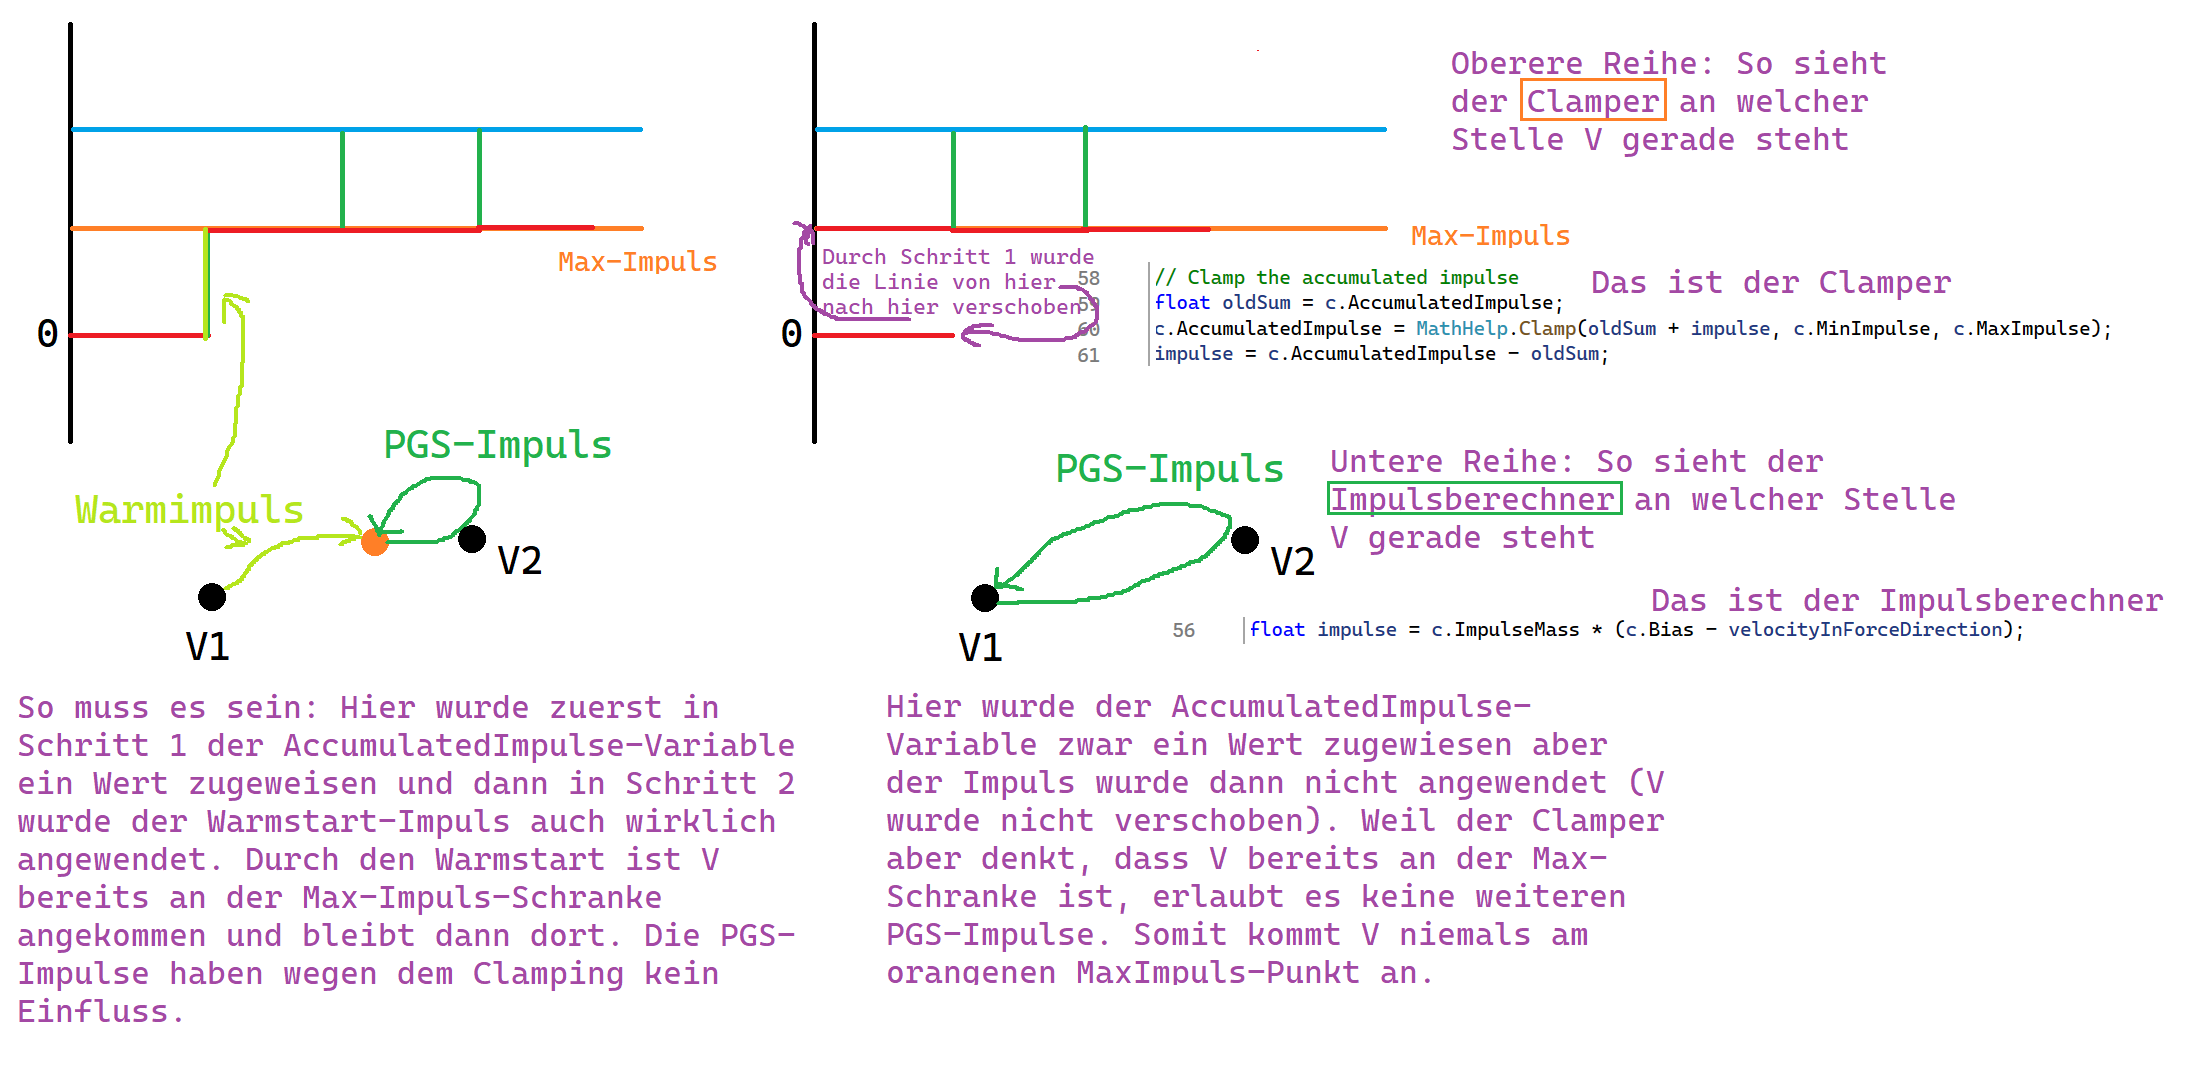 Oberere Reihe: So sieht
der Clamper an welcher
Stelle V gerade steht
Max-Impuls
0
Max-Impuls
Durch Schritt 1 wurde
die Linie von hier
nach hier verschoben
0
58 // Clamp the accumulated impulse
59 float oldSum = c.AccumulatedImpulse;
60 c.AccumulatedImpulse = MathHelp.Clamp(oldSum + impulse, c.MinImpulse, c.MaxImpulse);
61 impulse = c.AccumulatedImpulse - oldSum;
Das ist der Clamper
PGS-Impuls
Warmimpuls
V2
V1
PGS-Impuls
V2
V1
Untere Reihe: So sieht der
Impulsberechner an welcher Stelle
V gerade steht
Das ist der Impulsberechner
56 float impulse = c.ImpulseMass * (c.Bias - velocityInForceDirection);
So muss es sein: Hier wurde zuerst in
Schritt 1 der AccumulatedImpulse-Variable
ein Wert zugeweisen und dann in Schritt 2
wurde der Warmstart-Impuls auch wirklich
angewendet. Durch den Warmstart ist V
bereits an der Max-Impuls-Schranke
angekommen und bleibt dann dort. Die PGS-
Impulse haben wegen dem Clamping kein
Einfluss.
Hier wurde der AccumulatedImpulse-
Variable zwar ein Wert zugewiesen aber
der Impuls wurde dann nicht angewendet (V
wurde nicht verschoben). Weil der Clamper
aber denkt, dass V bereits an der Max-
Schranke ist, erlaubt es keine weiteren
PGS-Impulse. Somit kommt V niemals am
orangenen MaxImpuls-Punkt an.